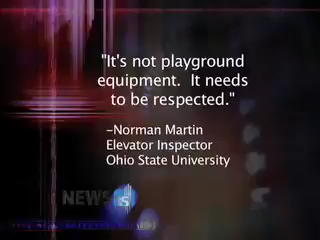 "It's not playground
equipment.  It needs
to be respected."
-Norman Martin
Elevator Inspector
Ohio State University
NEWS